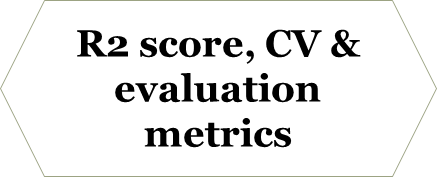 R2 score, CV &
evaluation
metrics